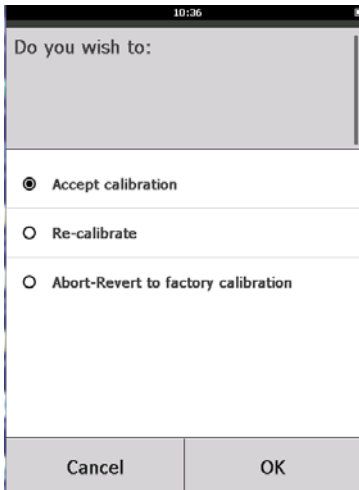 10:36
Do you wish to:
Accept calibration
Re-calibrate
Abort-Revert to factory calibration
Cancel
OK